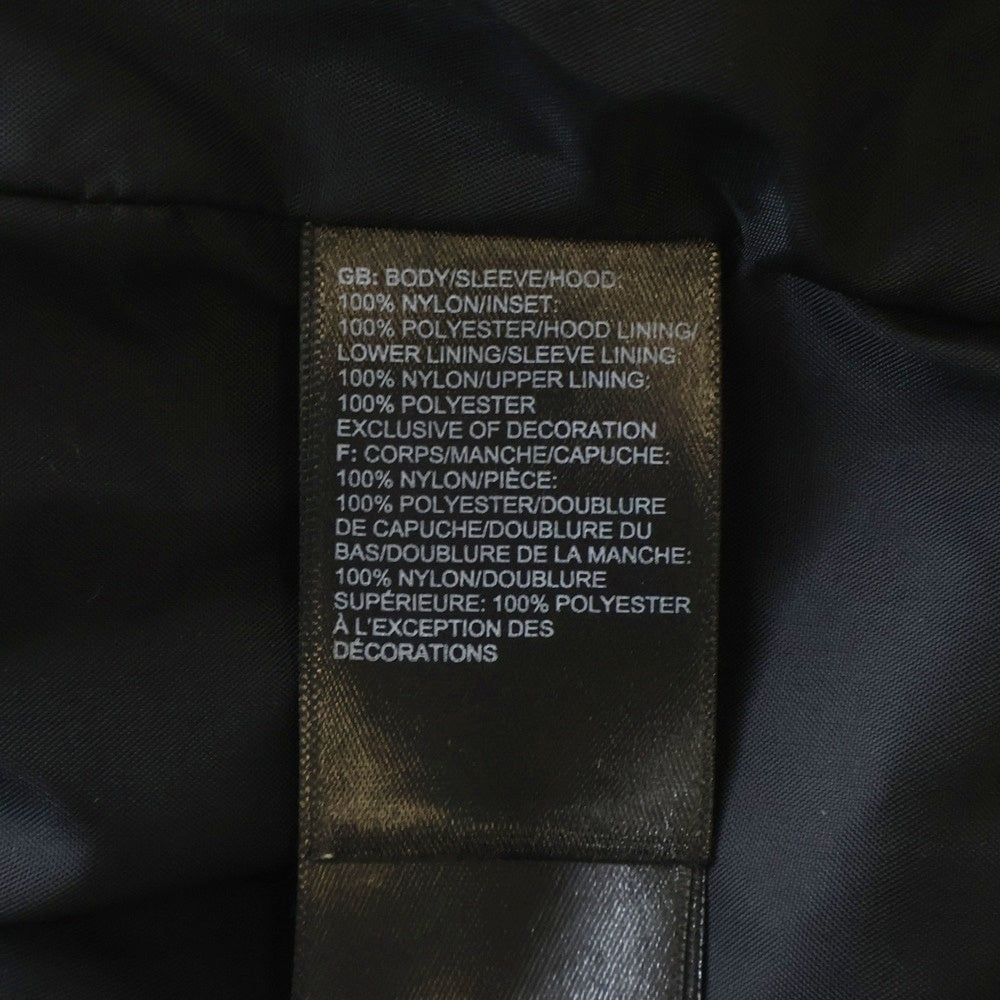 GB: BODY/SLEEVE/HOOD:
100% NYLON/INSET:
100% POLYESTER/HOOD LINING/
LOWER LINING/SLEEVE LINING:
100% NYLON/UPPER LINING:
100% POLYESTER
EXCLUSIVE OF DECORATION
F: CORPS/MANCHE/CAPUCHE:
100% NYLON/PIÈCE:
100% POLYESTER/DOUBLURE
DE CAPUCHE/DOUBLURE DU
BAS/DOUBLURE DE LA MANCHE:
100% NYLON/DOUBLURE
SUPÉRIEURE: 100% POLYESTER
À L'EXCEPTION DES
DÉCORATIONS